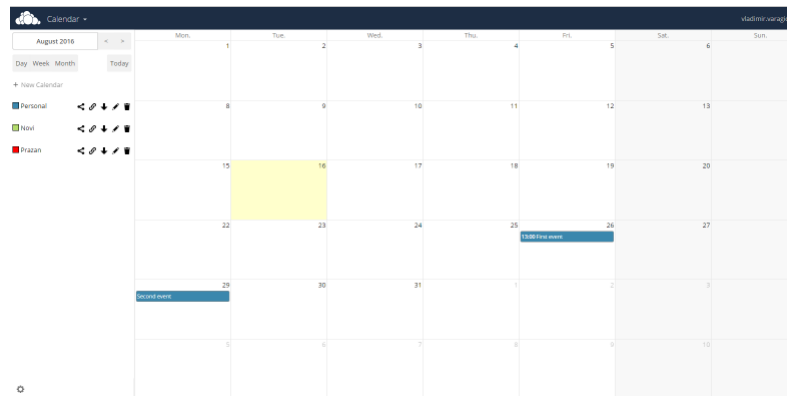 Calendar
vladimir.varagic
August 2016 < >
Mon. Tue. Wed. Thu. Fri. Sat. Sun.
1 2 3 4 5 6
Day Week Month Today
+ New Calendar
Personal
8 9 10 11 12 13
Novi
Prazan
15 16 17 18 19 20
22 23 24 25 26 27
13:00 First event
29 30 31 1 2 3
Second event
5 6 7 8 9 10